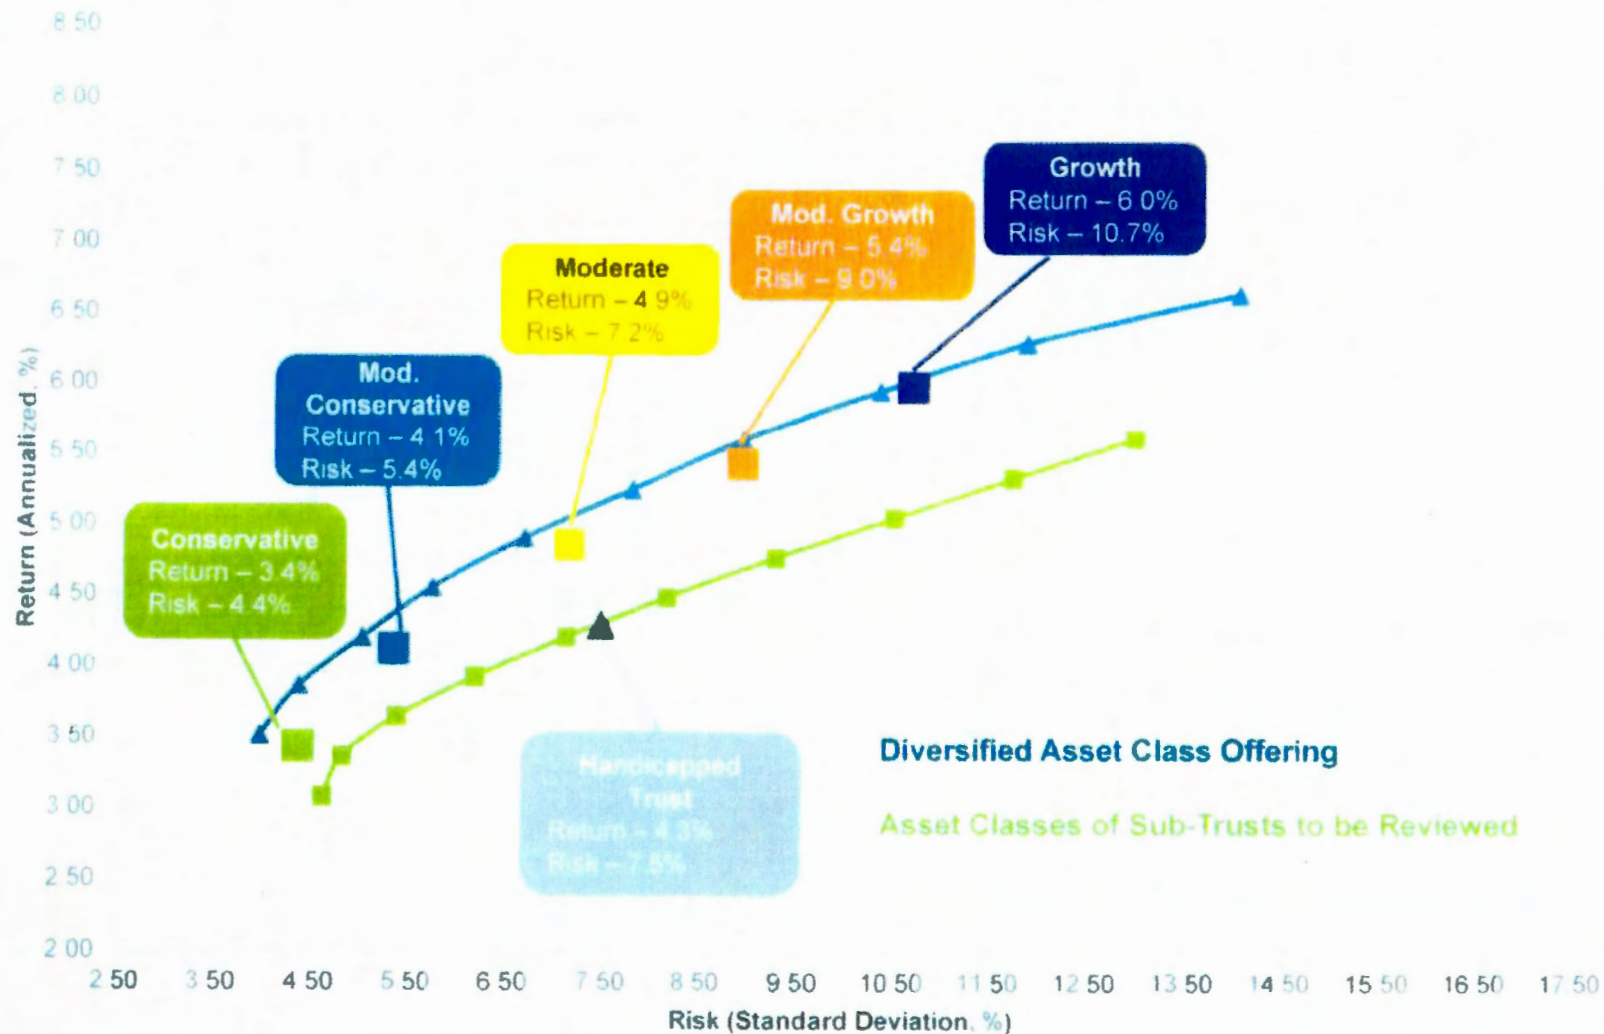 8 50
8 00
7 50
7 00
6 50
6 00
5 50
5 00
4 50
4 00
3 50
3 00
2 50
2 00
Return (Annualized. %)
Growth
Return – 6 0%
Risk – 10.7%
Mod. Growth
Return – 5 4%
Risk – 9 0%
Moderate
Return – 4 9%
Risk – 7 2%
Mod.
Conservative
Return – 4 1%
Risk – 5.4%
Conservative
Return – 3.4%
Risk – 4 4%
Handicapped
Trust
Return – 4.3%
Risk – 7.5%
Diversified Asset Class Offering
Asset Classes of Sub-Trusts to be Reviewed
2 50 3 50 4 50 5 50 6 50 7 50 8 50 9 50 10 50 11 50 12 50 13 50 14 50 15 50 16 50 17 50
Risk (Standard Deviation. %)